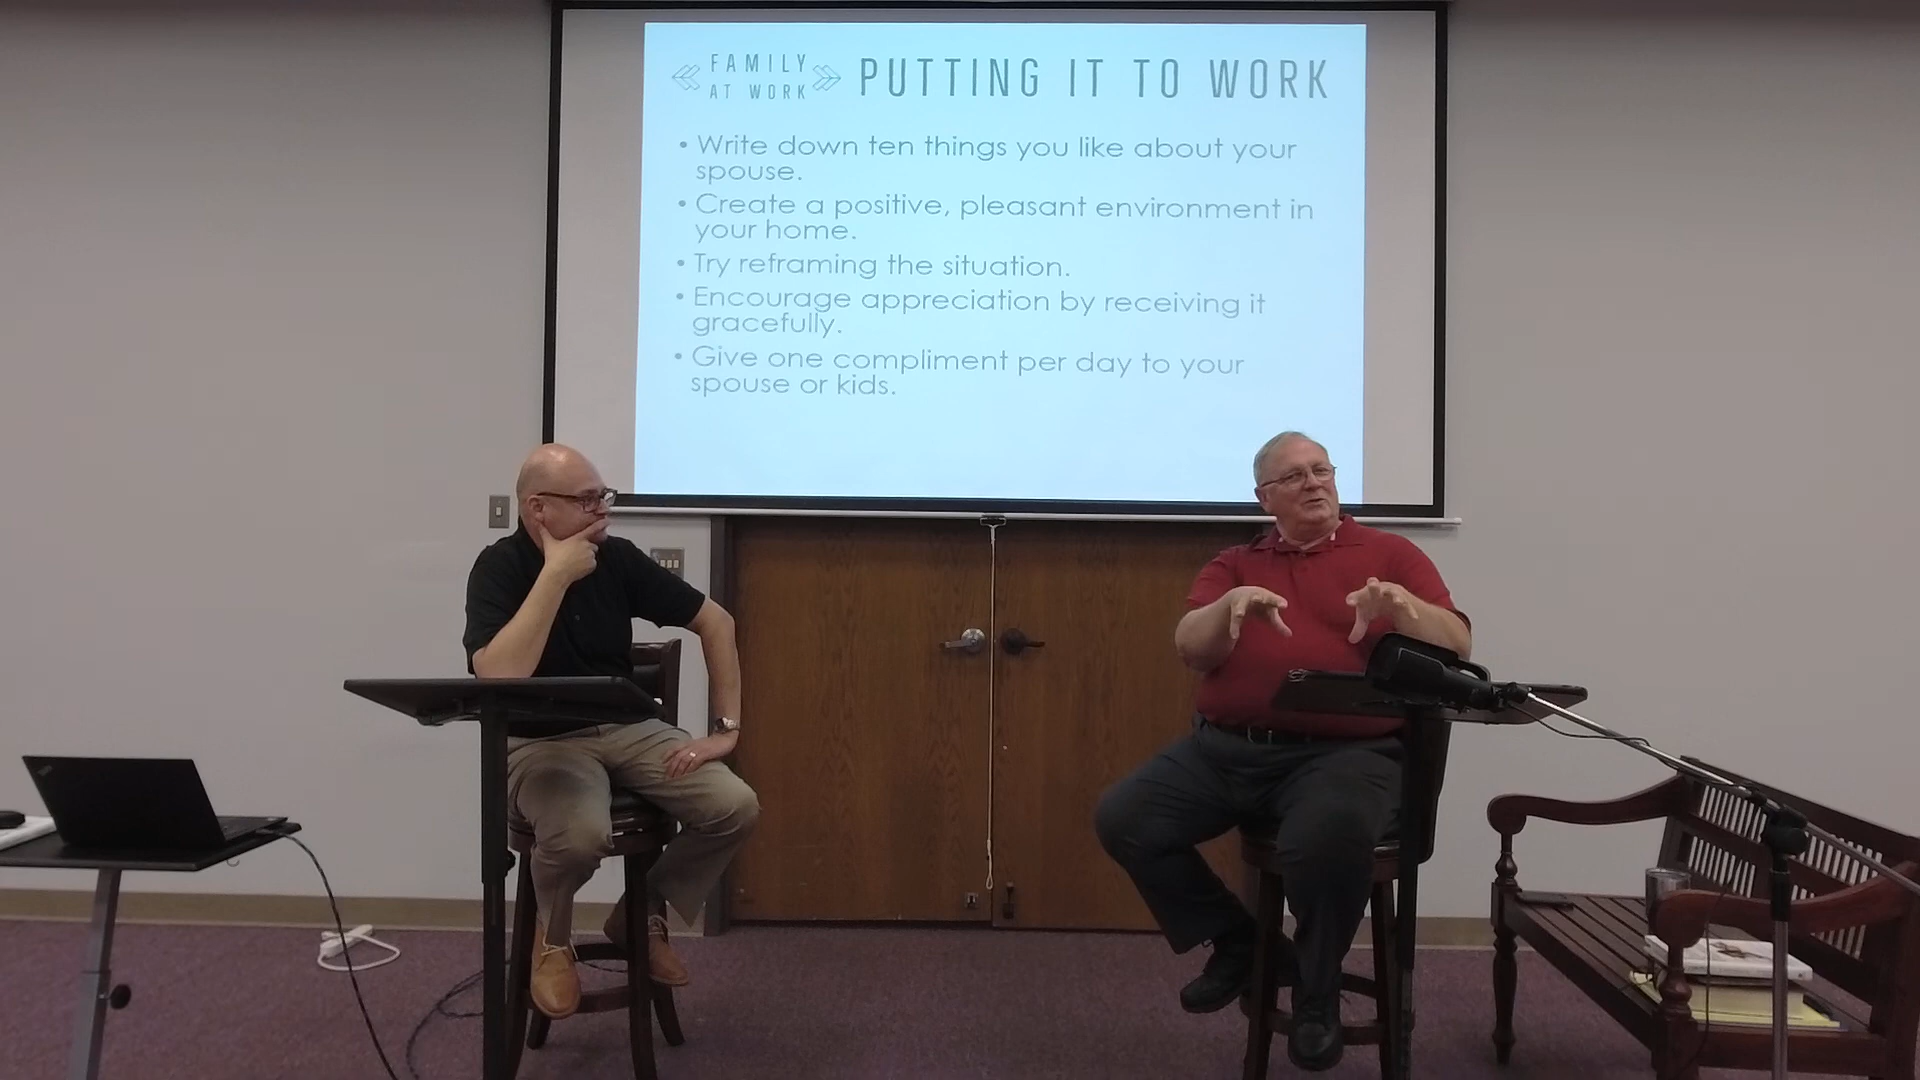 FAMILY
AT WORK
PUTTING IT TO WORK
• Write down ten things you like about your
spouse.
• Create a positive, pleasant environment in
your home.
• Try reframing the situation.
• Encourage appreciation by receiving it
gracefully.
• Give one compliment per day to your
spouse or kids.